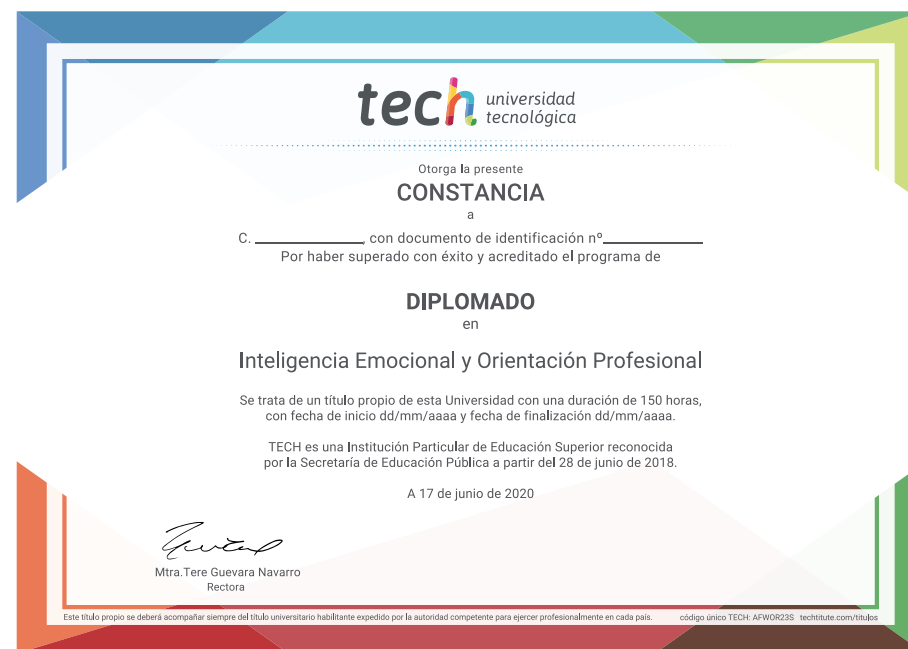 tech universidad
tecnológica
Otorga la presente
CONSTANCIA
a
C. ____________, con documento de identificación nº___________
Por haber superado con éxito y acreditado el programa de
DIPLOMADO
en
Inteligencia Emocional y Orientación Profesional
Se trata de un título propio de esta Universidad con una duración de 150 horas,
con fecha de inicio dd/mm/aaaa y fecha de finalización dd/mm/aaaa.
TECH es una Institución Particular de Educación Superior reconocida
por la Secretaría de Educación Pública a partir del 28 de junio de 2018.
A 17 de junio de 2020
Mtra.Tere Guevara Navarro
Rectora
Este título propio se deberá acompañar siempre del título universitario habilitante expedido por la autoridad competente para ejercer profesionalmente en cada país. código único TECH: AFWOR23S techtitute.com/titulos